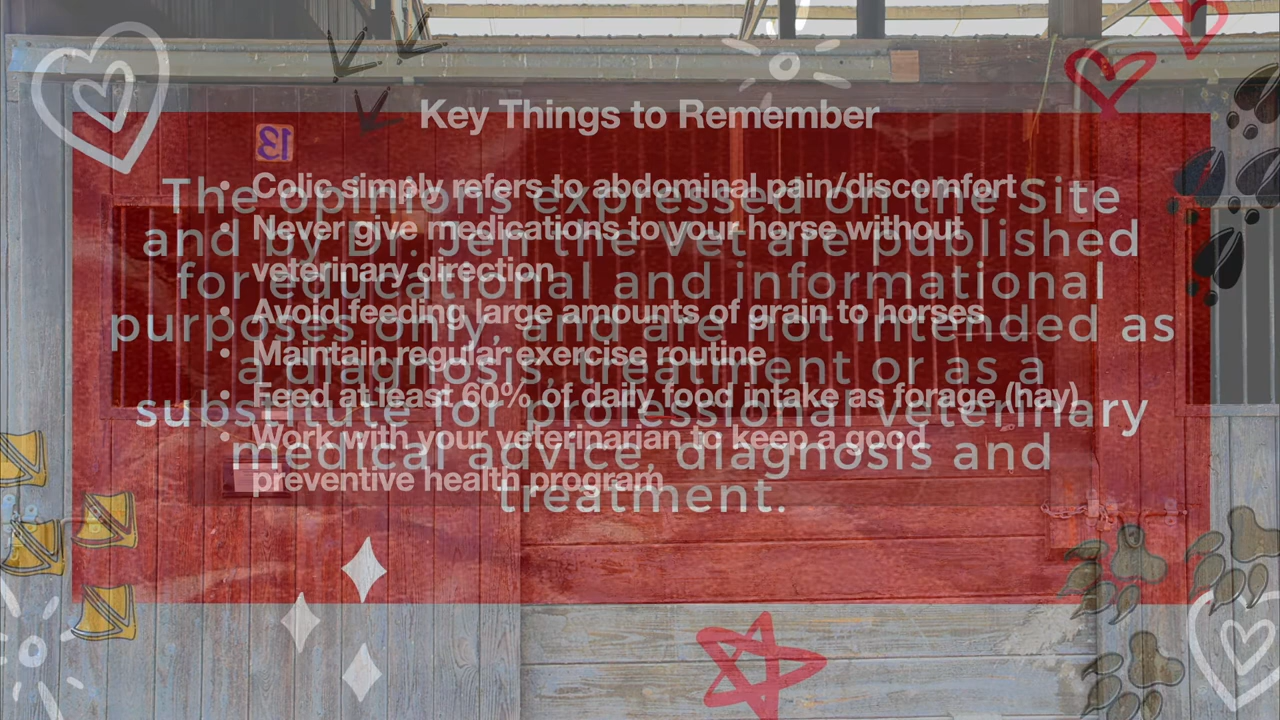 Key Things to Remember
13
• Colic simply refers to abdominal pain/discomfort
• Never give medications to your horse without
veterinary direction
• Avoid feeding large amounts of grain to horses
• Maintain regular exercise routine
• Feed at least 60% of daily food intake as forage (hay)
• Work with your veterinarian to keep a good
preventive health program
The opinions expressed on the Site
and by Dr. Jen the Vet are published
for educational and informational
purposes only, and are not intended as
a diagnosis, treatment or as a
substitute for professional veterinary
medical advice, diagnosis and
treatment.